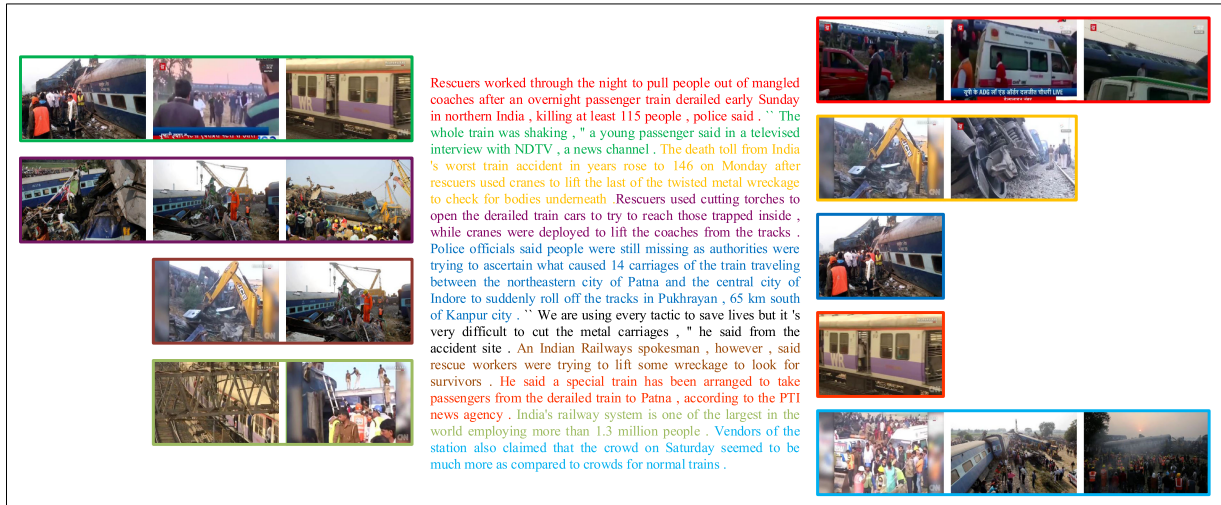 Rescuers worked through the night to pull people out of mangled
coaches after an overnight passenger train derailed early Sunday
in northern India , killing at least 115 people , police said . `` The
whole train was shaking , " a young passenger said in a televised
interview with NDTV , a news channel . The death toll from India
's worst train accident in years rose to 146 on Monday after
rescuers used cranes to lift the last of the twisted metal wreckage
to check for bodies underneath .Rescuers used cutting torches to
open the derailed train cars to try to reach those trapped inside ,
while cranes were deployed to lift the coaches from the tracks .
Police officials said people were still missing as authorities were
trying to ascertain what caused 14 carriages of the train traveling
between the northeastern city of Patna and the central city of
Indore to suddenly roll off the tracks in Pukhrayan , 65 km south
of Kanpur city . `` We are using every tactic to save lives but it 's
very difficult to cut the metal carriages , " he said from the
accident site . An Indian Railways spokesman , however , said
rescue workers were trying to lift some wreckage to look for
survivors . He said a special train has been arranged to take
passengers from the derailed train to Patna , according to the PTI
news agency . India's railway system is one of the largest in the
world employing more than 1.3 million people . Vendors of the
station also claimed that the crowd on Saturday seemed to be
much more as compared to crowds for normal trains .
यूपी के ADG लॉ एंड ऑर्डर दलजीत चौधरी LIVE
JCB
CNN
WR
JCB
WR
CNN
CNN